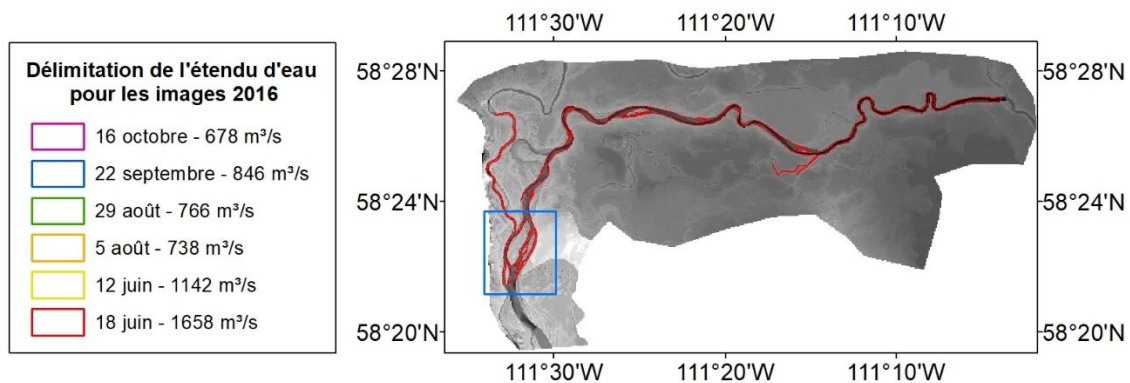 Délimitation de l'étendu d'eau
pour les images 2016
16 octobre - 678 m³/s
22 septembre - 846 m³/s
29 août - 766 m³/s
5 août - 738 m³/s
12 juin - 1142 m³/s
18 juin - 1658 m³/s
111°30'W 111°20'W 111°10'W
58°28'N 58°28'N
58°24'N 58°24'N
58°20'N 58°20'N
111°30'W 111°20'W 111°10'W